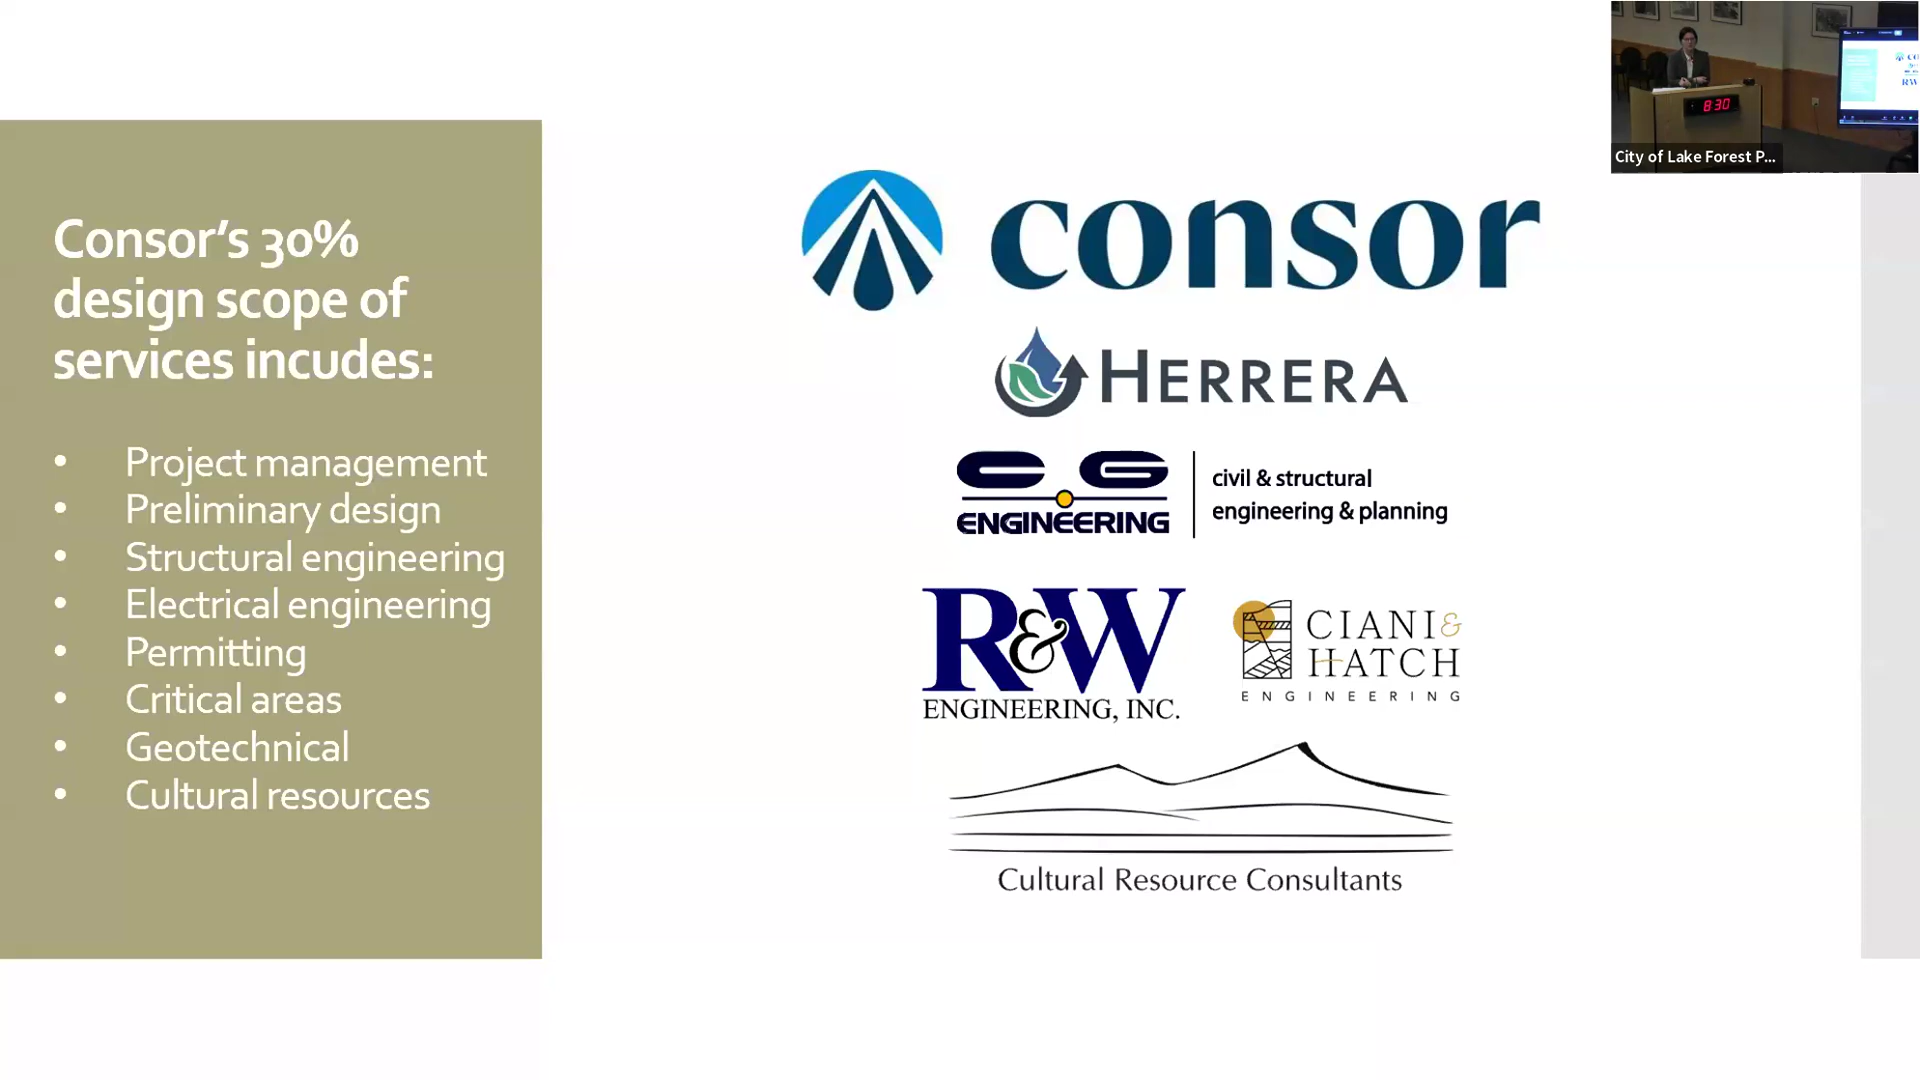 Consor's 30%
design scope of
services incudes:
• Project management
• Preliminary design
• Structural engineering
• Electrical engineering
• Permitting
• Critical areas
• Geotechnical
• Cultural resources
consor
HERRERA
CG
ENGINEERING
civil & structural
engineering & planning
R&W
ENGINEERING, INC.
CIANI &
HATCH
ENGINEERING
Cultural Resource Consultants
8:30
City of Lake Forest P...